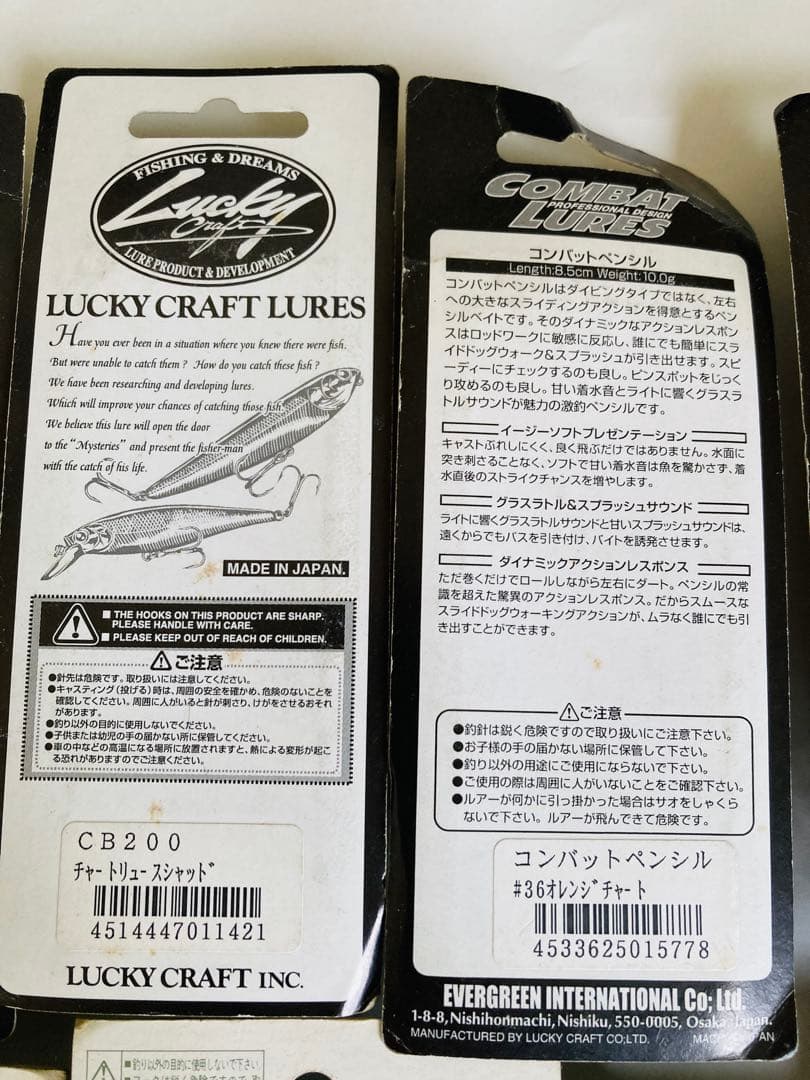 FISHING & DREAMS
Lucky
Craft
LURE PRODUCT & DEVELOPMENT
LUCKY CRAFT LURES
Have you ever been in a situation where you knew there were fish.
But were unable to catch them ? How do you catch these fish ?
We have been researching and developing lures.
Which will improve your chances of catching those fish.
We believe this lure will open the door
to the "Mysteries" and present the fisher-man
with the catch of his life.
MADE IN JAPAN.
■ THE HOOKS ON THIS PRODUCT ARE SHARP.
PLEASE HANDLE WITH CARE.
■ PLEASE KEEP OUT OF REACH OF CHILDREN.
ご注意
●針先は危険です。取り扱いには注意してください。
●キャスティング(投げる)時は、周囲の安全を確かめ、危険のないことを
確認してください。周囲に人がいると針が刺さり、けがをさせるおそれ
があります。
●釣り以外の目的に使用しないでください。
●子供または幼児の手の届かない所に保管してください。
●車の中などの高温になる場所に放置されますと、熱による変形が起こ
る恐れがありますのでご注意ください。
CB200
チャートリュースシャッド
4514447011421
LUCKY CRAFT INC.
COMBAT
PROFESSIONAL DESIGN
LURES
コンバットペンシル
Length:8.5cm Weight:10.0g
コンバットペンシルはダイビングタイプではなく、左右
への大きなスライディングアクションを得意とするペン
シルベイトです。そのダイナミックなアクションレスポン
スはロッドワークに敏感に反応し、誰にでも簡単にスラ
イドドッグウォーク&スプラッシュが引き出せます。スピ
ーディーにチェックするのも良し。ピンスポットをじっく
り攻めるのも良し。甘い着水音とライトに響くグラスラ
トルサウンドが魅力の激釣ペンシルです。
イージーソフトプレゼンテーション
キャストぶれしにくく、良く飛ぶだけではありません。水面に
突き刺さることなく、ソフトで甘い着水音は魚を驚かさず、着
水直後のストライクチャンスを増やします。
グラスラトル&スプラッシュサウンド
ライトに響くグラスラトルサウンドと甘いスプラッシュサウンドは、
遠くからでもバスを引き付け、バイトを誘発させます。
ダイナミックアクションレスポンス
ただ巻くだけでロールしながら左右にダート。ペンシルの常
識を超えた驚異のアクションレスポンス。だからスムースな
スライドドッグウォーキングアクションが、ムラなく誰にでも引
き出すことができます。
ご注意
●釣針は鋭く危険ですので取り扱いにご注意下さい。
●お子様の手の届かない場所に保管して下さい。
●釣り以外の用途にご使用にならないで下さい。
●ご使用の際は周囲に人がいないことをご確認下さい。
●ルアーが何かに引っ掛かった場合はサオをしゃくら
ないで下さい。ルアーが飛んできて危険です。
コンバットペンシル
#36オレンジチャート
4533625015778
EVERGREEN INTERNATIONAL Co; Ltd.
1-8-8, Nishihonmachi, Nishiku, 550-0005, Osaka Japan.
MANUFACTURED BY LUCKY CRAFT CO;LTD.
■釣り以外の目的に使用しないで下さい